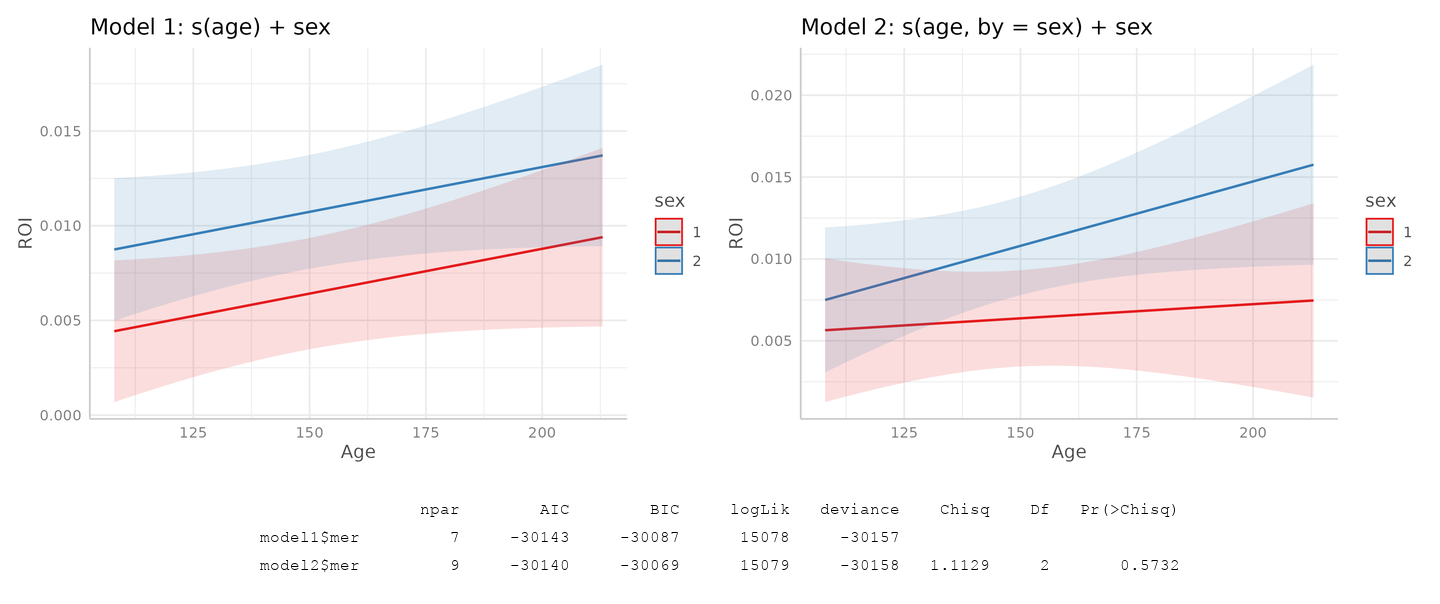 Model 1: s(age) + sex
0.015
0.010
0.005
0.000
ROI
125 150 175 200
Age
sex
1
2
Model 2: s(age, by = sex) + sex
0.020
0.015
0.010
0.005
ROI
125 150 175 200
Age
sex
1
2
npar AIC BIC logLik deviance Chisq Df Pr(>Chisq)
model1$mer 7 -30143 -30087 15078 -30157
model2$mer 9 -30140 -30069 15079 -30158 1.1129 2 0.5732